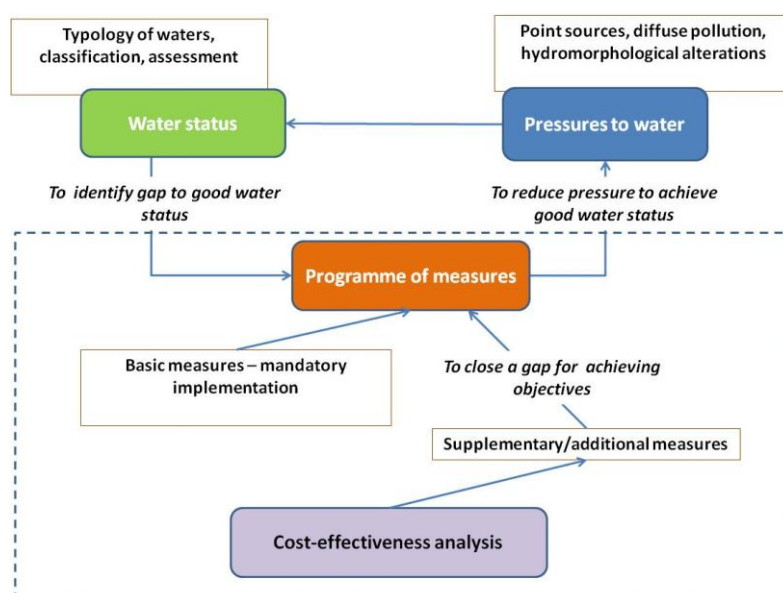 Typology of waters,
classification, assessment
Point sources, diffuse pollution,
hydromorphological alterations
Water status
Pressures to water
To identify gap to good water
status
To reduce pressure to achieve
good water status
Programme of measures
Basic measures – mandatory
implementation
To close a gap for achieving
objectives
Supplementary/additional measures
Cost-effectiveness analysis